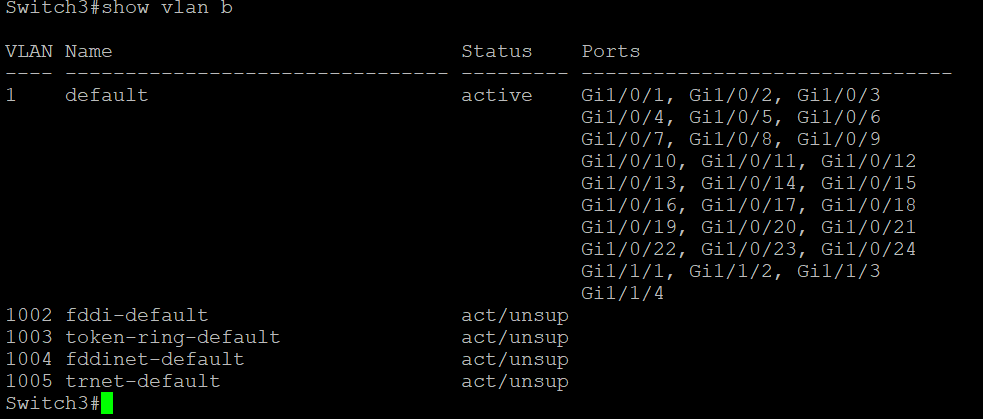 Switch3#show vlan b
VLAN Name                             Status    Ports
---- -------------------------------- --------- -------------------------------
1    default                          active    Gi1/0/1, Gi1/0/2, Gi1/0/3
                                                Gi1/0/4, Gi1/0/5, Gi1/0/6
                                                Gi1/0/7, Gi1/0/8, Gi1/0/9
                                                Gi1/0/10, Gi1/0/11, Gi1/0/12
                                                Gi1/0/13, Gi1/0/14, Gi1/0/15
                                                Gi1/0/16, Gi1/0/17, Gi1/0/18
                                                Gi1/0/19, Gi1/0/20, Gi1/0/21
                                                Gi1/0/22, Gi1/0/23, Gi1/0/24
                                                Gi1/1/1, Gi1/1/2, Gi1/1/3
                                                Gi1/1/4
1002 fddi-default                     act/unsup
1003 token-ring-default               act/unsup
1004 fddinet-default                  act/unsup
1005 trnet-default                    act/unsup
Switch3#